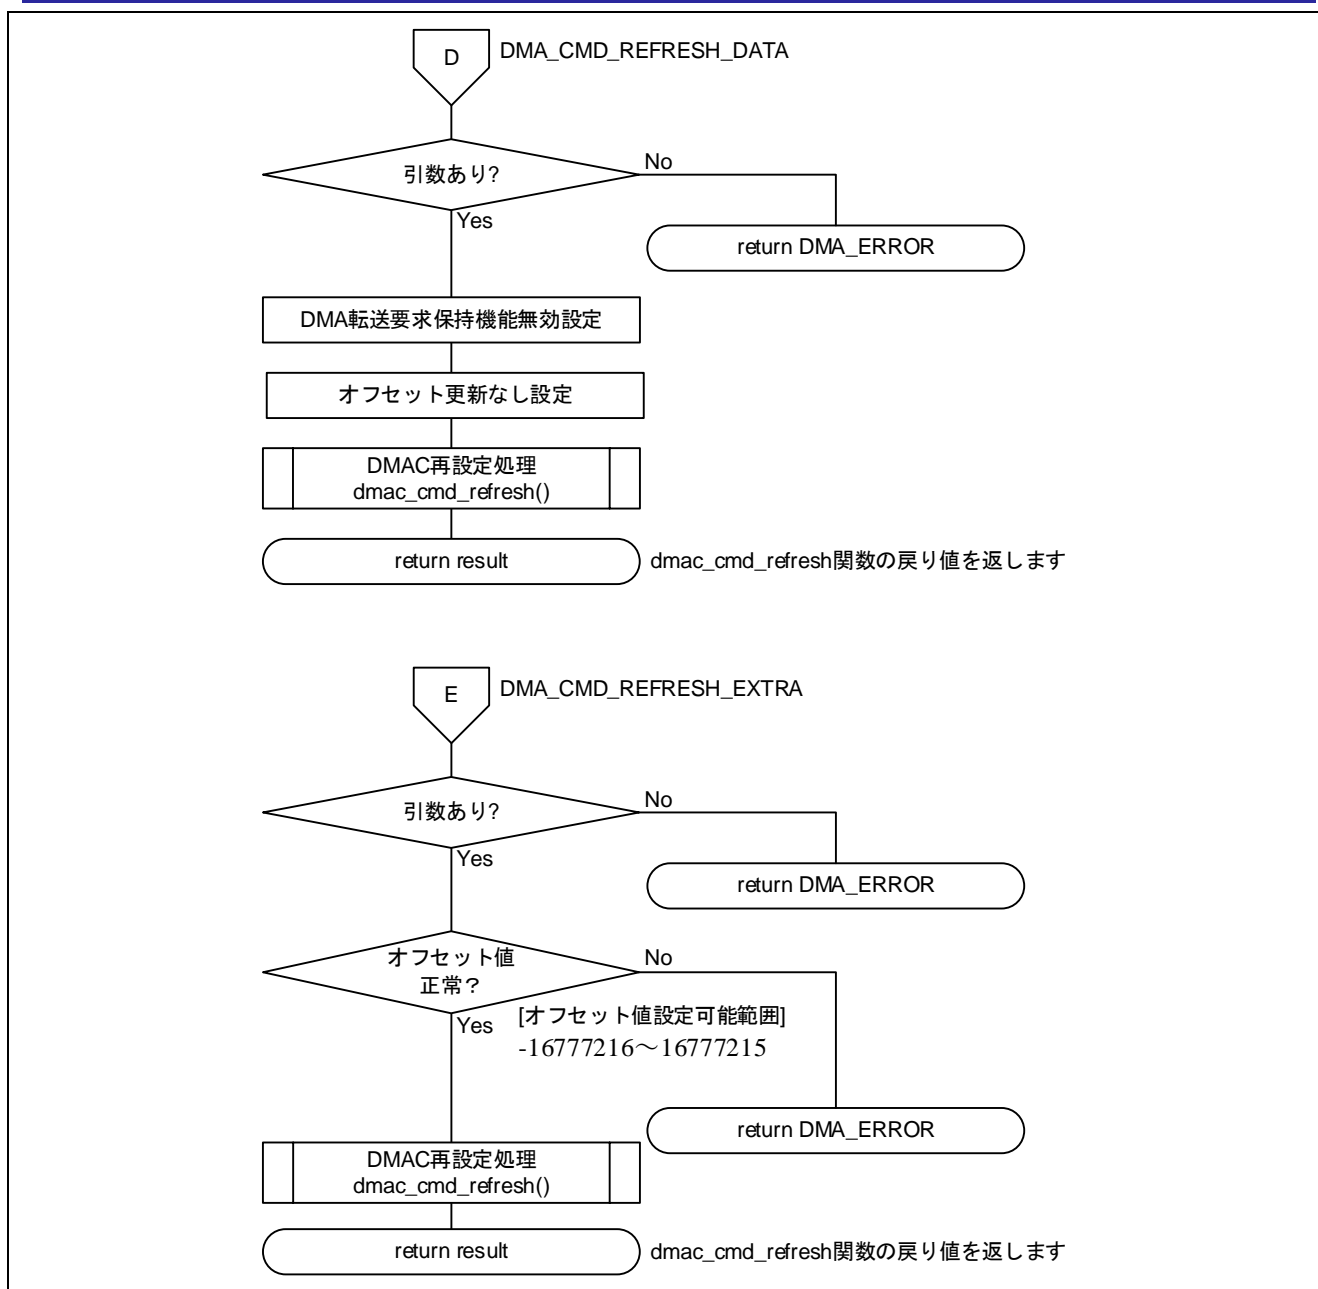 D
DMA_CMD_REFRESH_DATA
引数あり?
No
Yes
return DMA_ERROR
DMA転送要求保持機能無効設定
オフセット更新なし設定
DMAC再設定処理
dmac_cmd_refresh()
return result
dmac_cmd_refresh関数の戻り値を返します
E
DMA_CMD_REFRESH_EXTRA
引数あり?
No
Yes
return DMA_ERROR
オフセット値
正常？
No
Yes
[オフセット値設定可能範囲]
-16777216～16777215
return DMA_ERROR
DMAC再設定処理
dmac_cmd_refresh()
return result
dmac_cmd_refresh関数の戻り値を返します